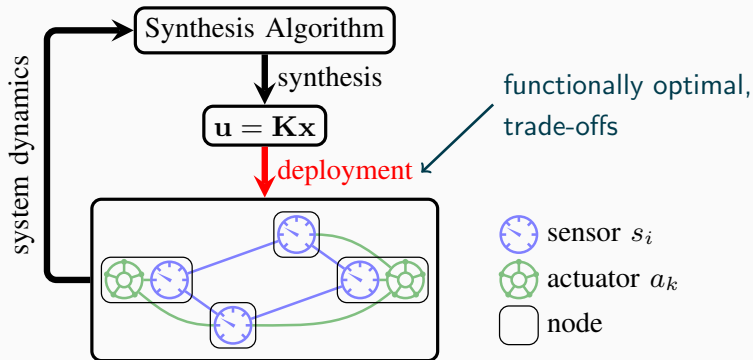 Synthesis Algorithm
synthesis
functionally optimal,
trade-offs
u = Kx
deployment
system dynamics
sensor s_i
actuator a_k
node